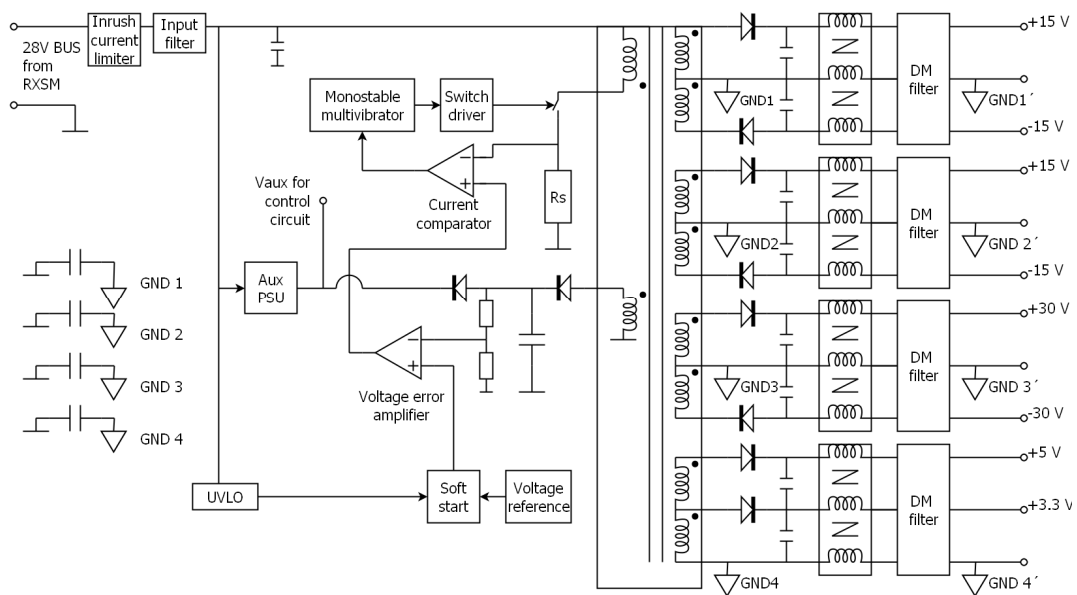 28V BUS
from
RXSM
Inrush
current
limiter
Input
filter
Monostable
multivibrator
Switch
driver
Current
comparator
Rs
Vaux for
control
circuit
Aux
PSU
Voltage error
amplifier
UVLO
Soft
start
Voltage
reference
GND 1
GND 2
GND 3
GND 4
GND1
DM
filter
+15 V
GND1´
-15 V
GND2
DM
filter
+15 V
GND 2´
-15 V
GND3
DM
filter
+30 V
GND 3´
-30 V
GND4
DM
filter
+5 V
+3.3 V
GND 4´